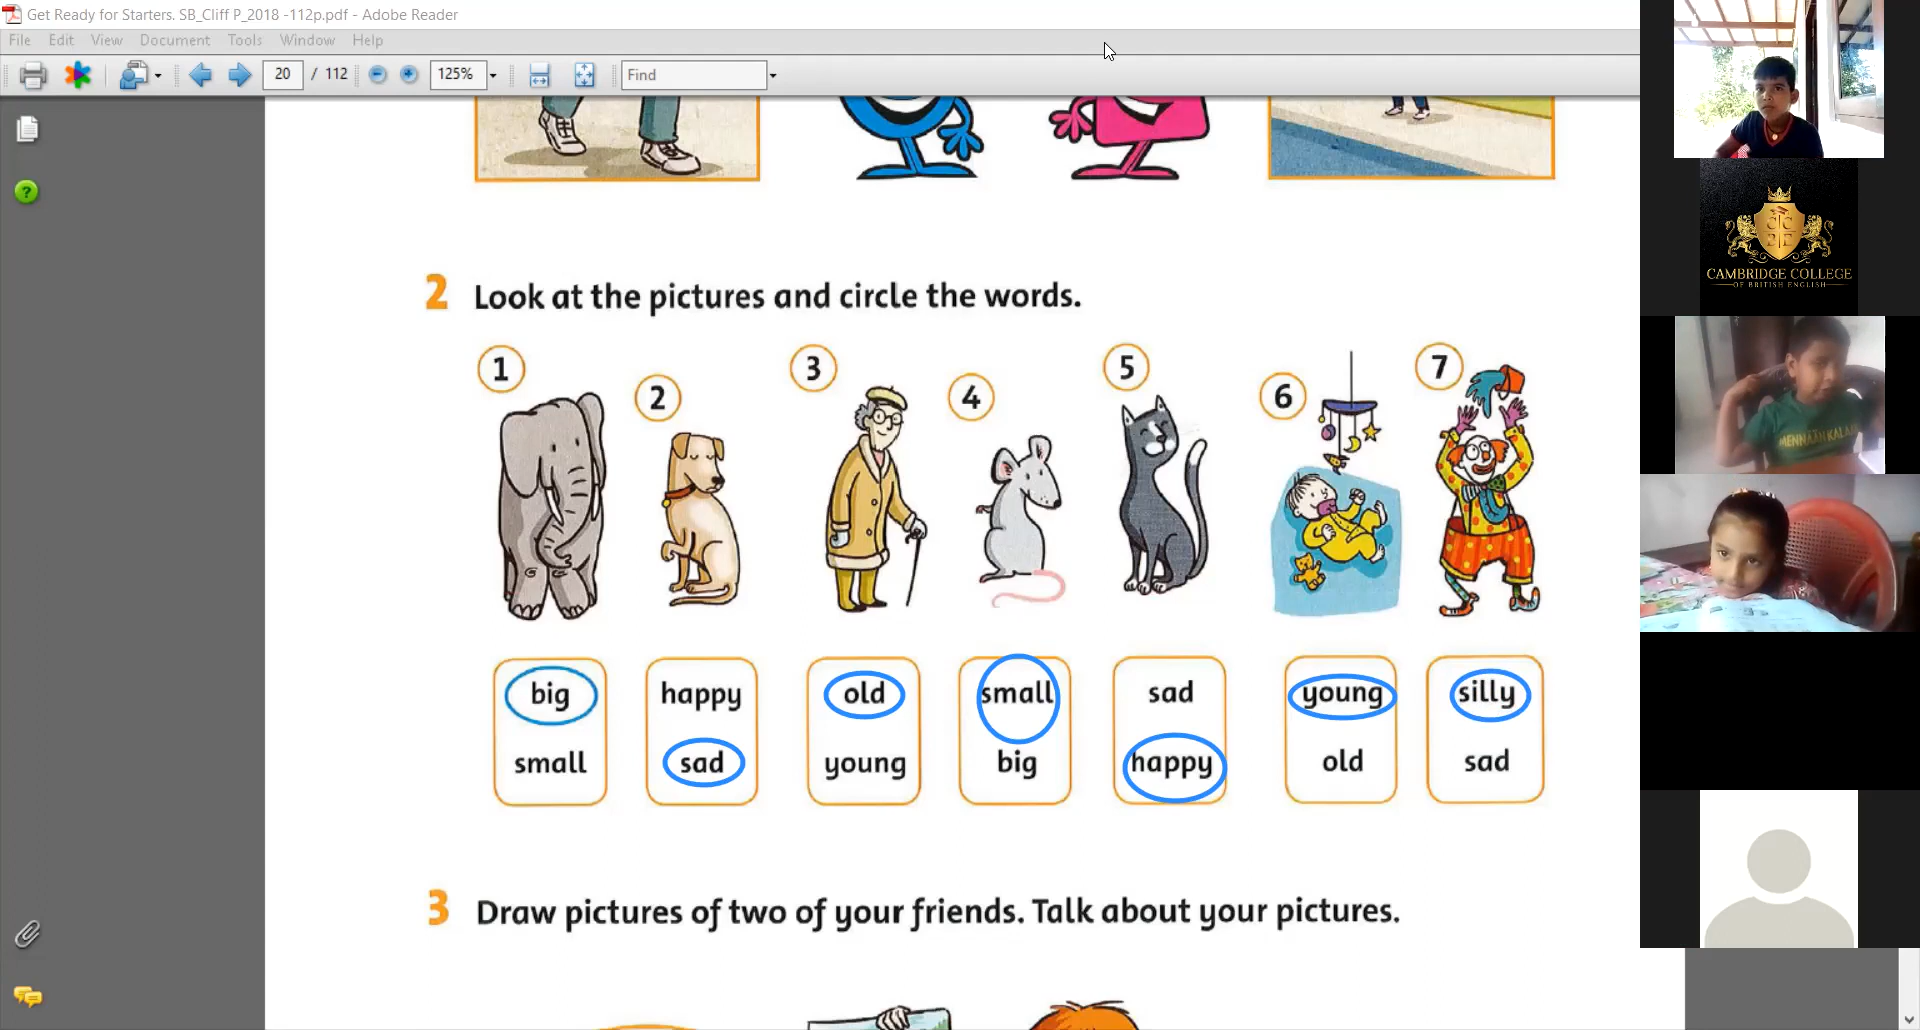 Get Ready for Starters. SB_Cliff P_2018 -112p.pdf - Adobe Reader
File Edit View Document Tools Window Help
20 / 112 125% Find
2 Look at the pictures and circle the words.
1 2 3 4 5 6 7
big happy old small sad young silly
small sad young big happy old sad
3 Draw pictures of two of your friends. Talk about your pictures.
CAMBRIDGE COLLEGE
OF BRITISH ENGLISH
MENNÄÄN KALAA